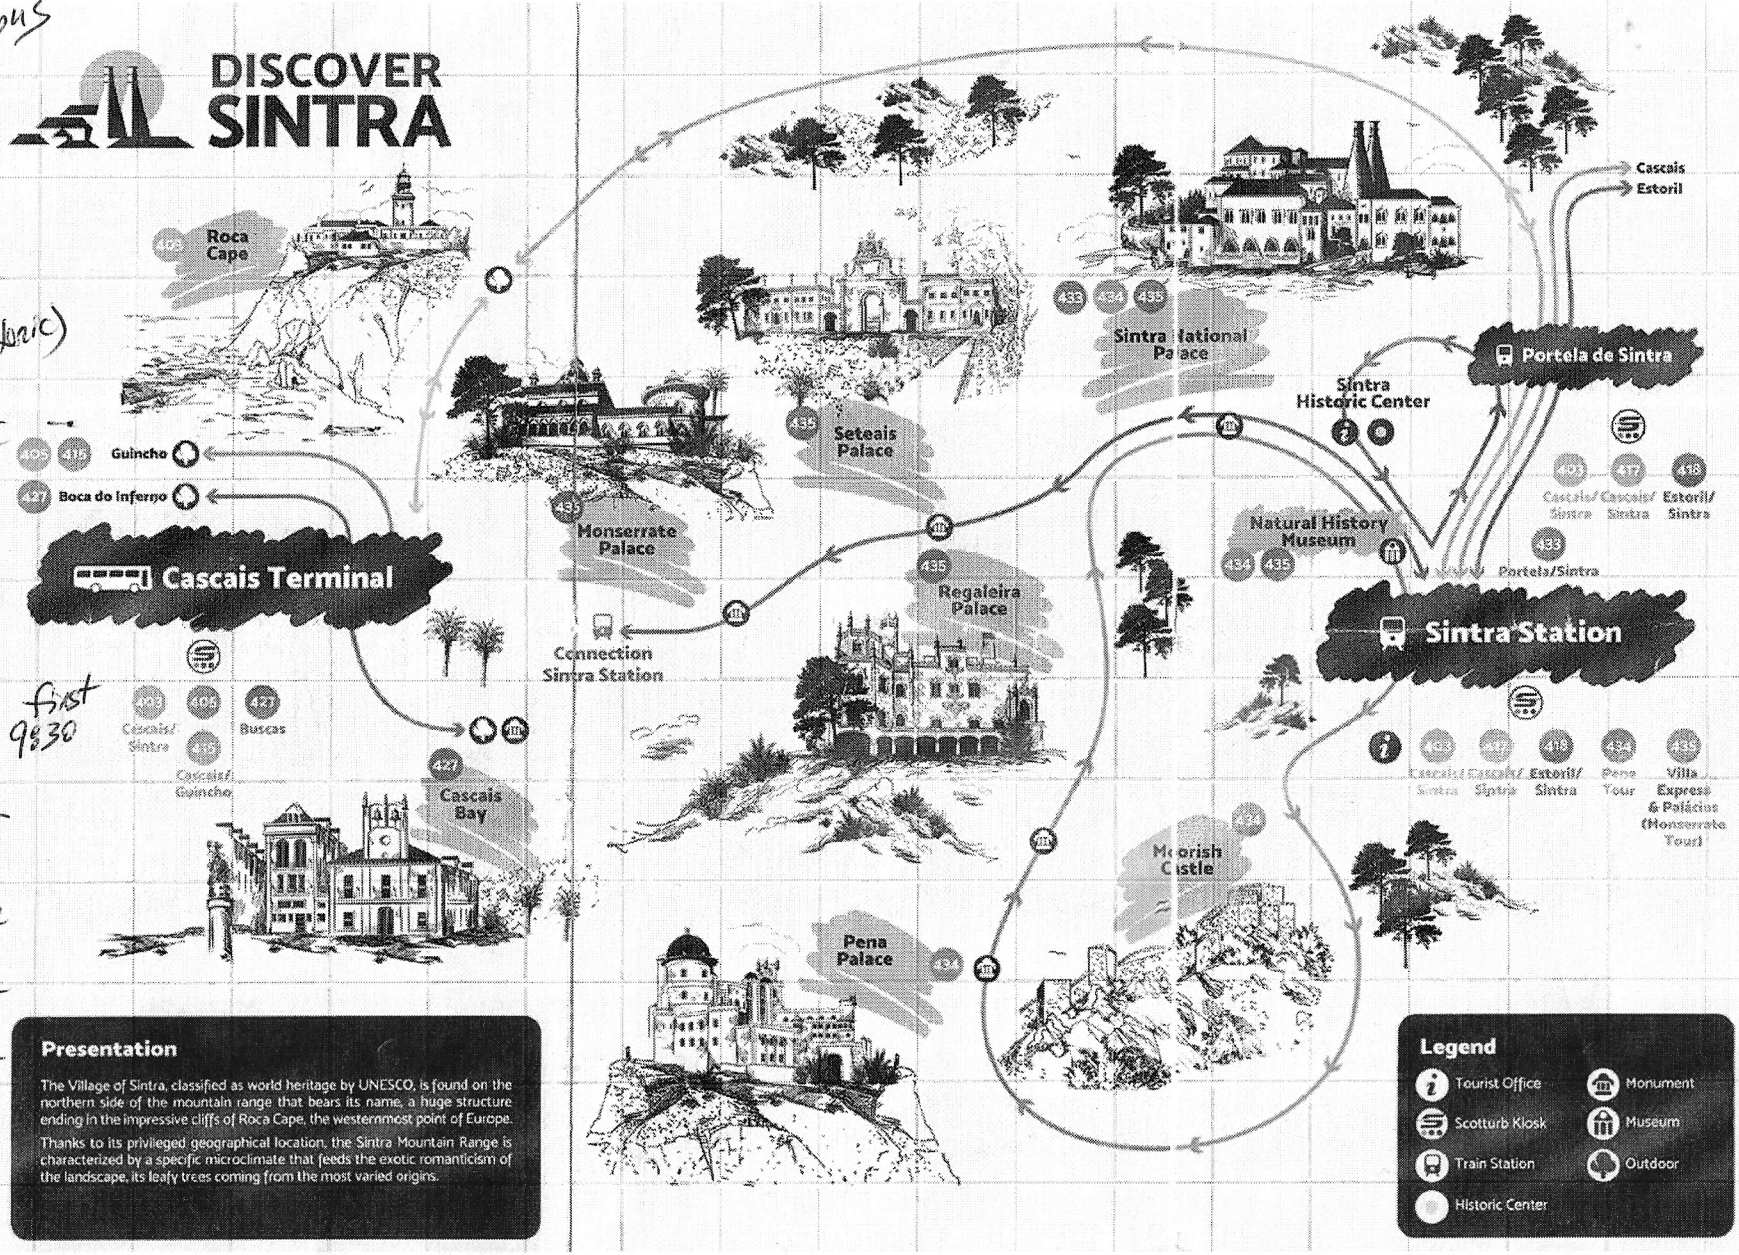 DISCOVER
SINTRA
Cascais
Estoril
403
Roca
Cape
433 434 435
Sintra National
Palace
Portela de Sintra
Sintra
Historic Center
403 417 418
Cascais/ Cascais/ Estoril/
Sintra Sintra Sintra
433
Portela/Sintra
435
Seteais
Palace
405 415 Guincho
427 Boca do Inferno
435
Monserrate
Palace
Natural History
Museum
434 435
Cascais Terminal
435
Regaleira
Palace
Sintra Station
Connection
Sintra Station
first
9:30
403 405 427
Cascais/ Buscas
Sintra
415
Cascais/
Guincho
403 417 418 434 435
Cascais/ Cascais/ Estoril/ Pena Villa
Sintra Sintra Sintra Tour Express
& Palácios
(Monserrate
Tour)
427
Cascais
Bay
434
Moorish
Castle
Pena
Palace
434
Presentation
The Village of Sintra, classified as world heritage by UNESCO, is found on the
northern side of the mountain range that bears its name, a huge structure
ending in the impressive cliffs of Roca Cape, the westernmost point of Europe.
Thanks to its privileged geographical location, the Sintra Mountain Range is
characterized by a specific microclimate that feeds the exotic romanticism of
the landscape, its leafy trees coming from the most varied origins.
Legend
Tourist Office
Monument
Scotturb Kiosk
Museum
Train Station
Outdoor
Historic Center